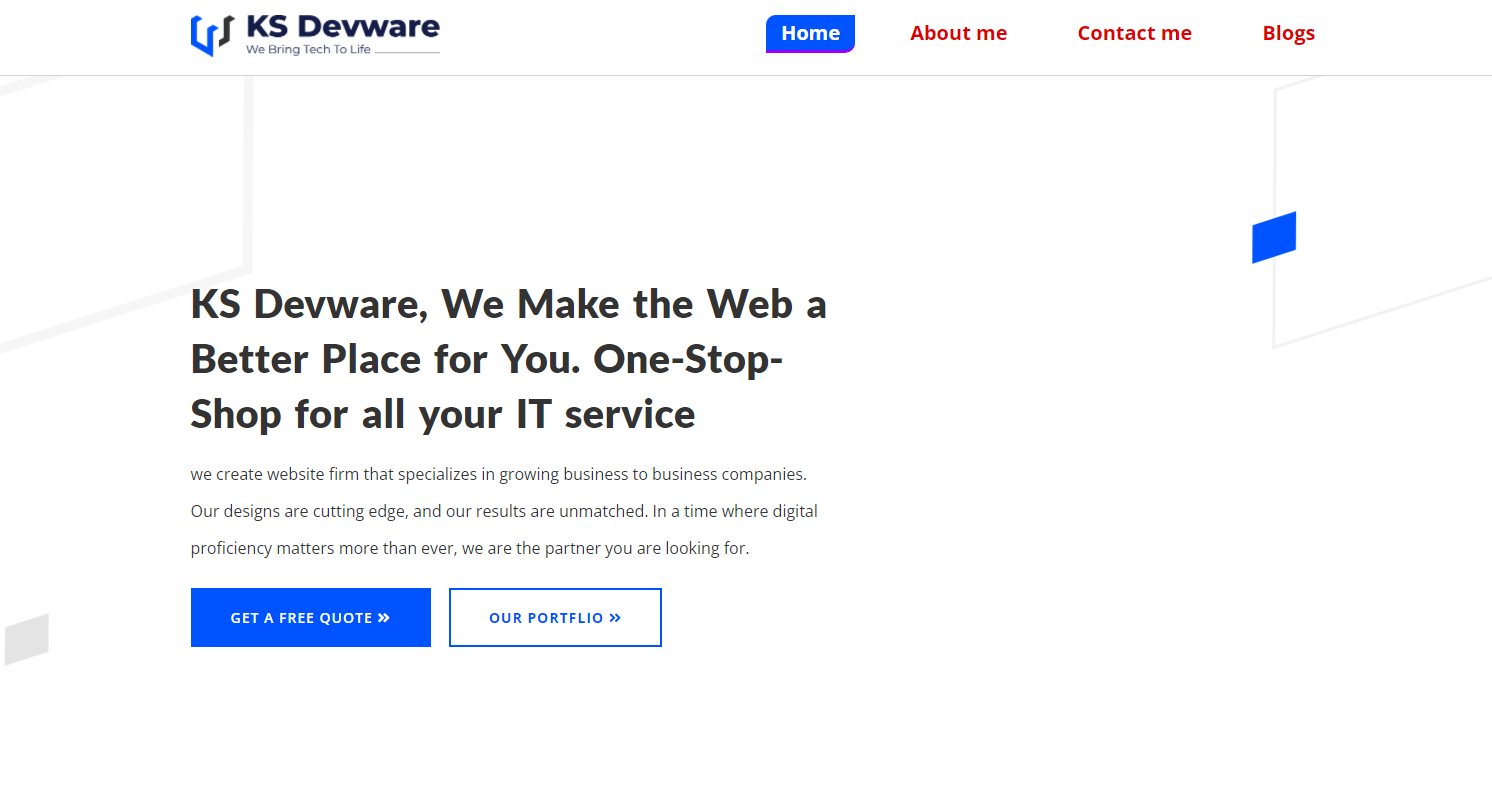 KS Devware
We Bring Tech To Life
Home
About me
Contact me
Blogs
KS Devware, We Make the Web a
Better Place for You. One-Stop-
Shop for all your IT service
we create website firm that specializes in growing business to business companies.
Our designs are cutting edge, and our results are unmatched. In a time where digital
proficiency matters more than ever, we are the partner you are looking for.
GET A FREE QUOTE »
OUR PORTFLIO »